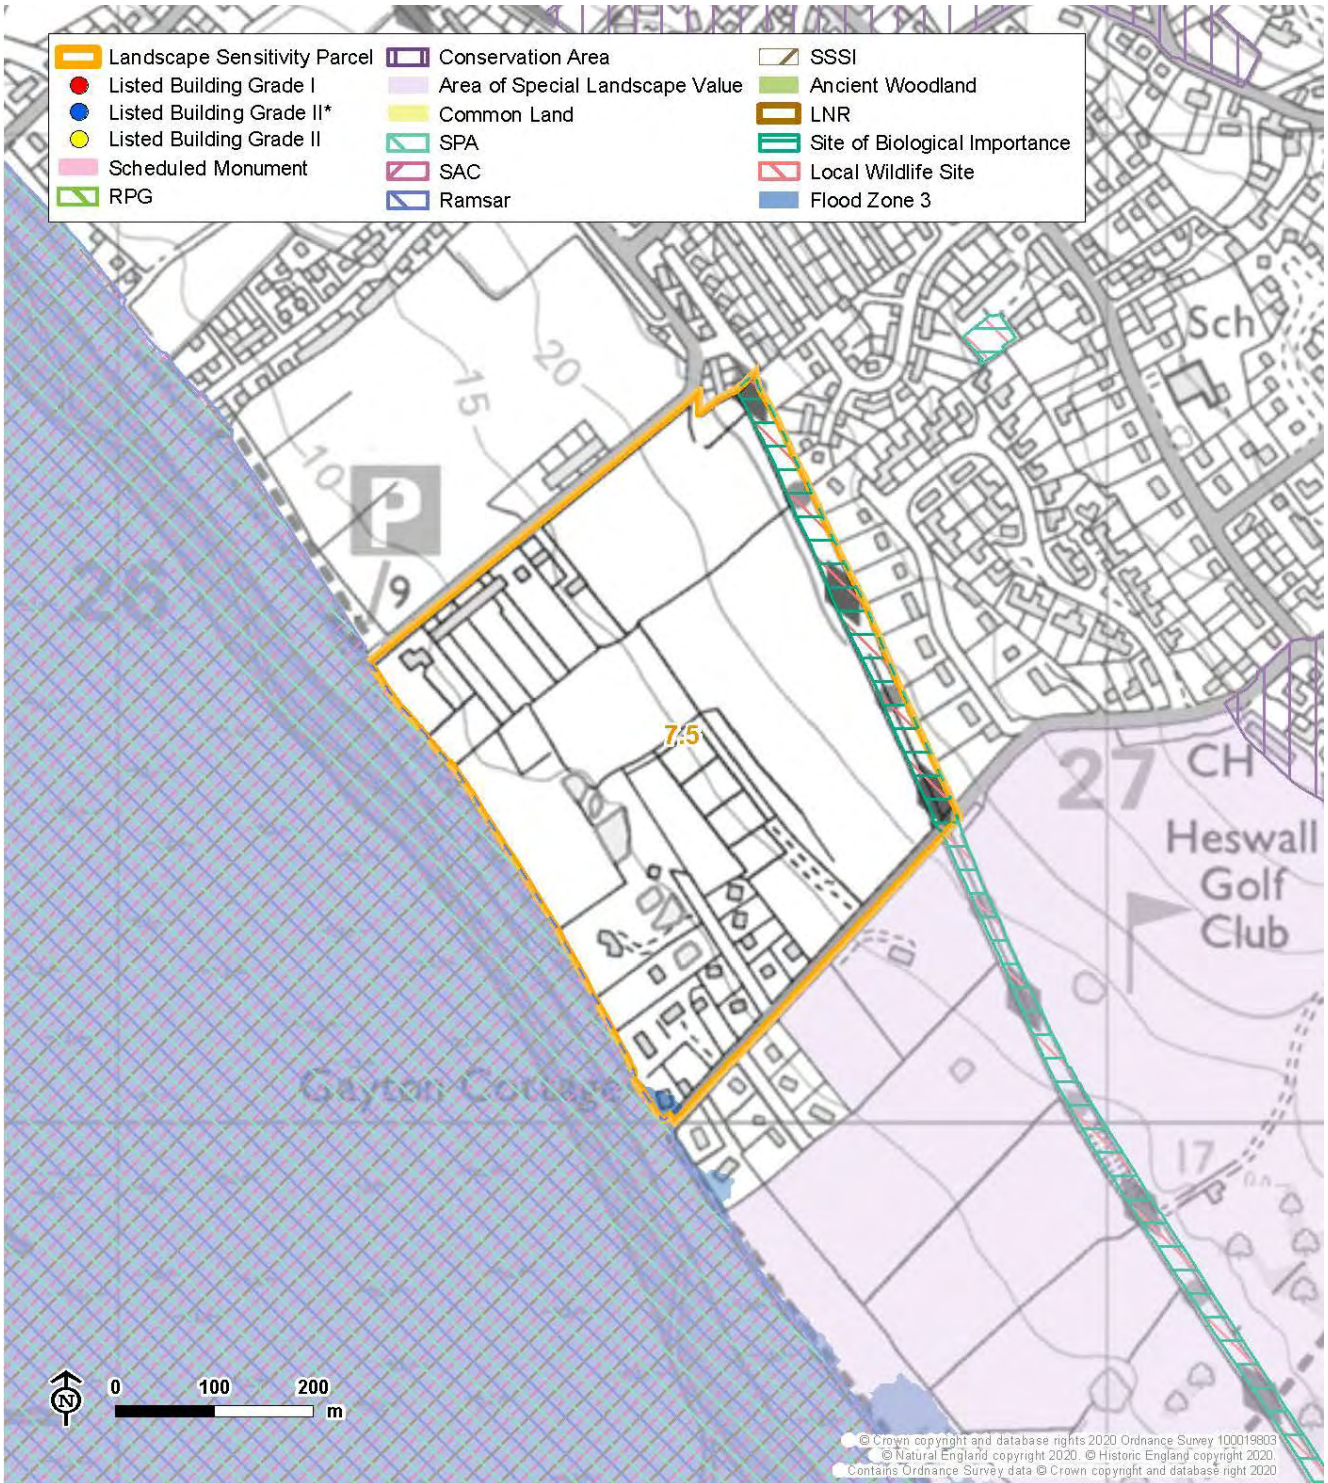 Landscape Sensitivity Parcel
Listed Building Grade I
Listed Building Grade II*
Listed Building Grade II
Scheduled Monument
RPG
Conservation Area
Area of Special Landscape Value
Common Land
SPA
SAC
Ramsar
SSSI
Ancient Woodland
LNR
Site of Biological Importance
Local Wildlife Site
Flood Zone 3
Sch
20
15
10
P
9
7.5
27
CH
Heswall
Golf
Club
Gayton Cottage
17
N
0 100 200
m
© Crown copyright and database rights 2020 Ordnance Survey 100019803
© Natural England copyright 2020. © Historic England copyright 2020.
Contains Ordnance Survey data © Crown copyright and database right 2020